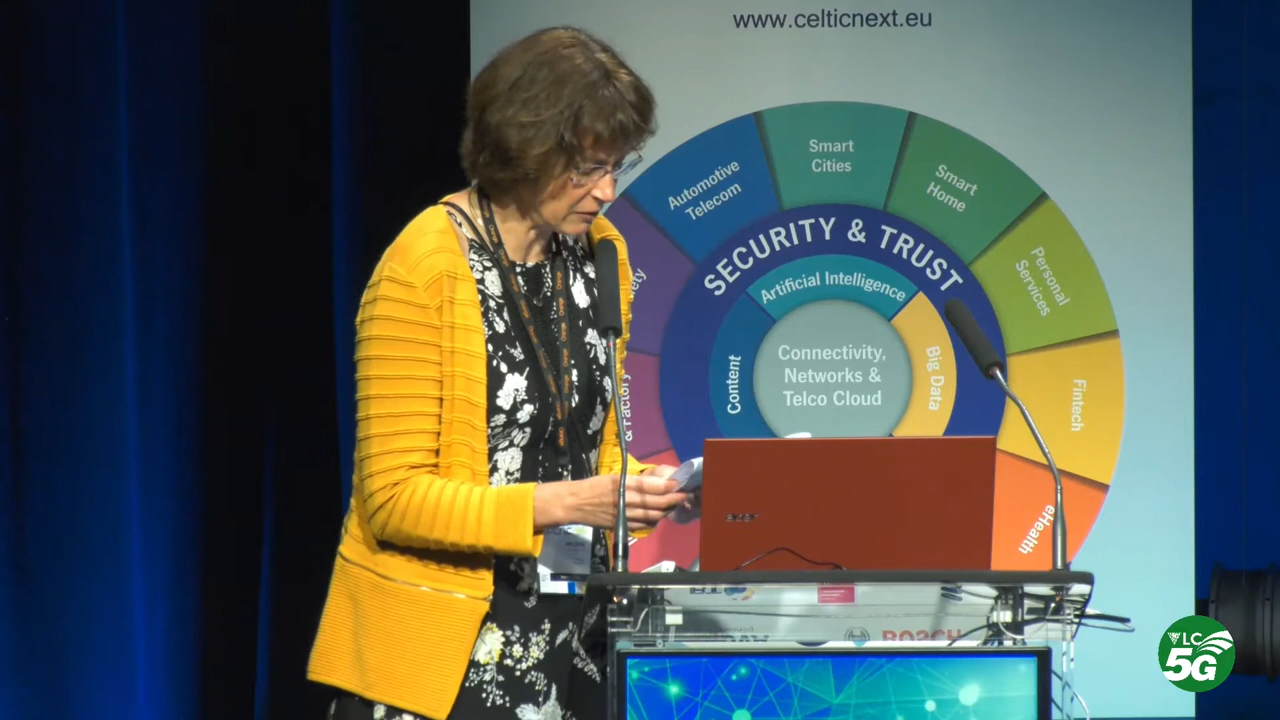 www.celticnext.eu
Smart
Cities
Automotive
Telecom
Smart
Home
Personal
Services
SECURITY & TRUST
Artificial Intelligence
Content
Connectivity,
Networks &
Telco Cloud
Big Data
Fintech
& Factory
eHealth
acer
BOSCH
VLC
5G